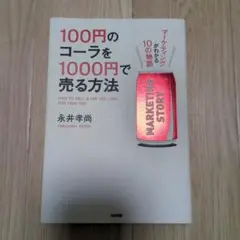 100円の
コーラを
1000円で
売る方法
マーケティングがわかる
10の物語
MARKETING
STORY
永井孝尚